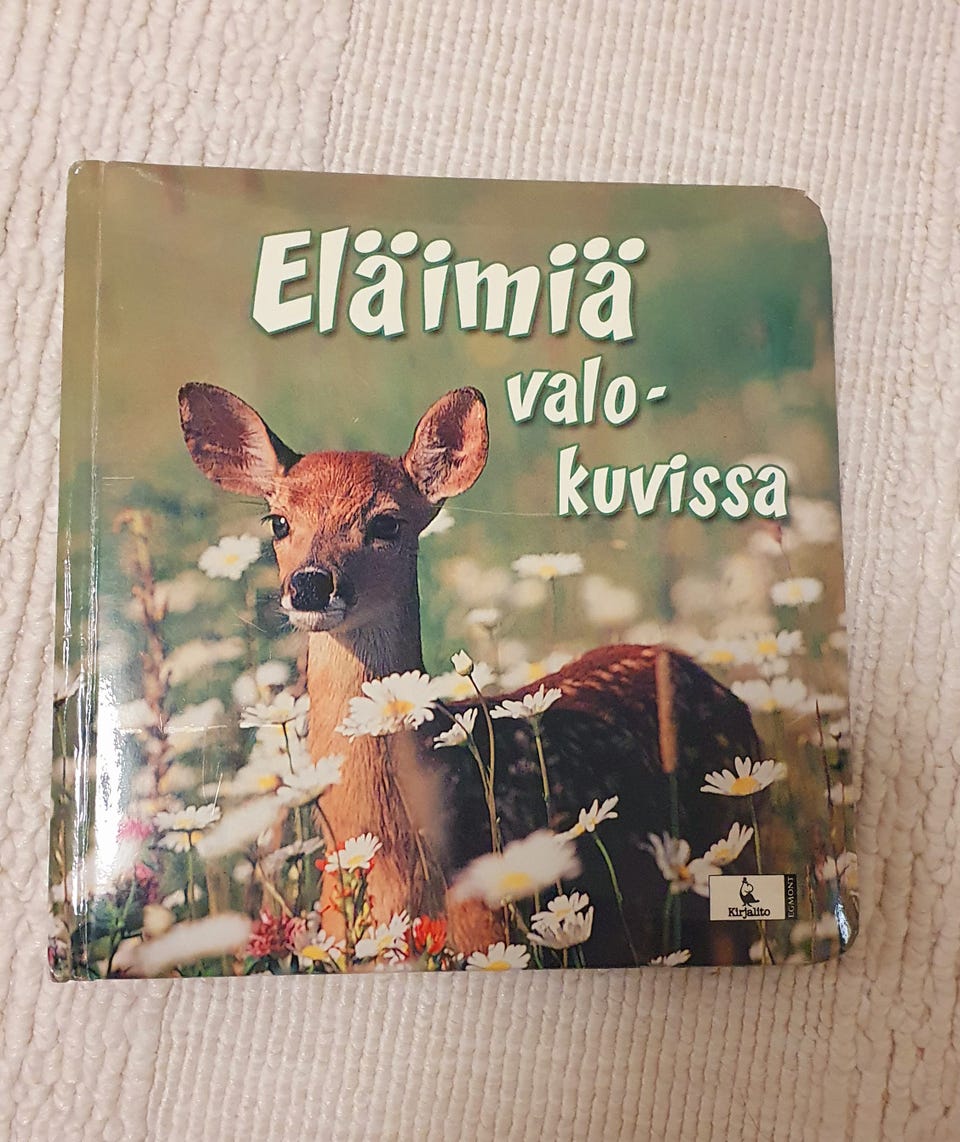 Eläimiä
valo-
kuvissa
Kirjalito
EGMONT